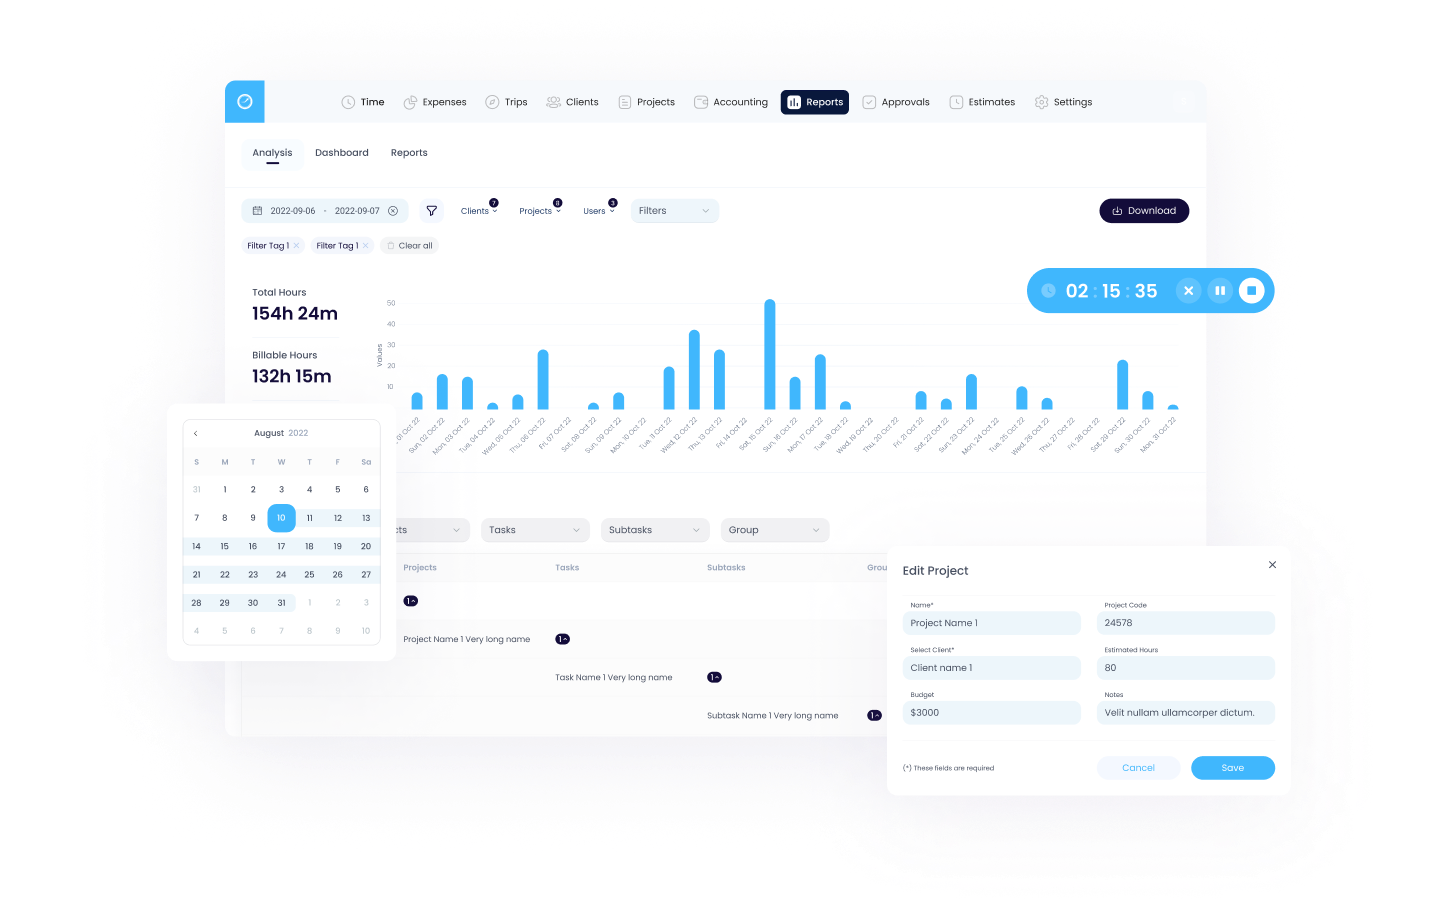 Time Expenses Trips Clients Projects Accounting Reports Approvals Estimates Settings
Analysis Dashboard Reports
2022-09-06 - 2022-09-07 Clients 7 Projects 8 Users 3 Filters Download
Filter Tag 1 Filter Tag 1 Clear all
02 : 15 : 35
Total Hours
154h 24m
Billable Hours
132h 15m
Values
50
40
30
20
10
01 Oct 22
Sun, 02 Oct 22
Mon, 03 Oct 22
Tue, 04 Oct 22
Wed, 05 Oct 22
Thu, 06 Oct 22
Fri, 07 Oct 22
Sat, 08 Oct 22
Sun, 09 Oct 22
Mon, 10 Oct 22
Tue, 11 Oct 22
Wed, 12 Oct 22
Thu, 13 Oct 22
Fri, 14 Oct 22
Sat, 15 Oct 22
Sun, 16 Oct 22
Mon, 17 Oct 22
Tue, 18 Oct 22
Wed, 19 Oct 22
Thu, 20 Oct 22
Fri, 21 Oct 22
Sat, 22 Oct 22
Sun, 23 Oct 22
Mon, 24 Oct 22
Tue, 25 Oct 22
Wed, 26 Oct 22
Thu, 27 Oct 22
Fri, 28 Oct 22
Sat, 29 Oct 22
Sun, 30 Oct 22
Mon, 31 Oct 22
August 2022
S M T W T F Sa
31 1 2 3 4 5 6
7 8 9 10 11 12 13
14 15 16 17 18 19 20
21 22 23 24 25 26 27
28 29 30 31 1 2 3
4 5 6 7 8 9 10
cts Tasks Subtasks Group
Projects Tasks Subtasks Grou
1
Project Name 1 Very long name 1
Task Name 1 Very long name 1
Subtask Name 1 Very long name 1
Edit Project
Name* Project Code
Project Name 1 24578
Select Client* Estimated Hours
Client name 1 80
Budget Notes
$3000 Velit nullam ullamcorper dictum.
(*) These fields are required Cancel Save